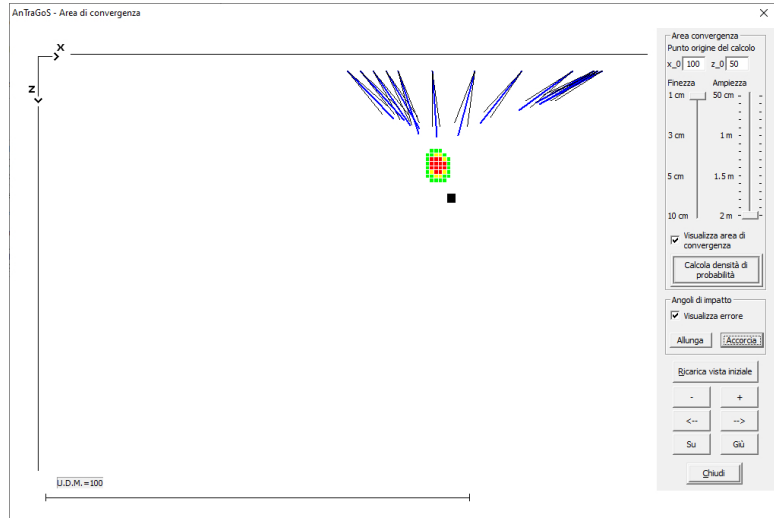 AnTraGoS - Area di convergenza
X
Z
U.D.M.=100
Area convergenza
Punto origine del calcolo
x_0 100 z_0 50
Finezza Ampiezza
1 cm 50 cm
3 cm 1 m
5 cm 1.5 m
10 cm 2 m
Visualizza area di
convergenza
Calcola densità di
probabilità
Angoli di impatto
Visualizza errore
Allunga Accorcia
Ricarica vista iniziale
- +
<-- -->
Su Giù
Chiudi